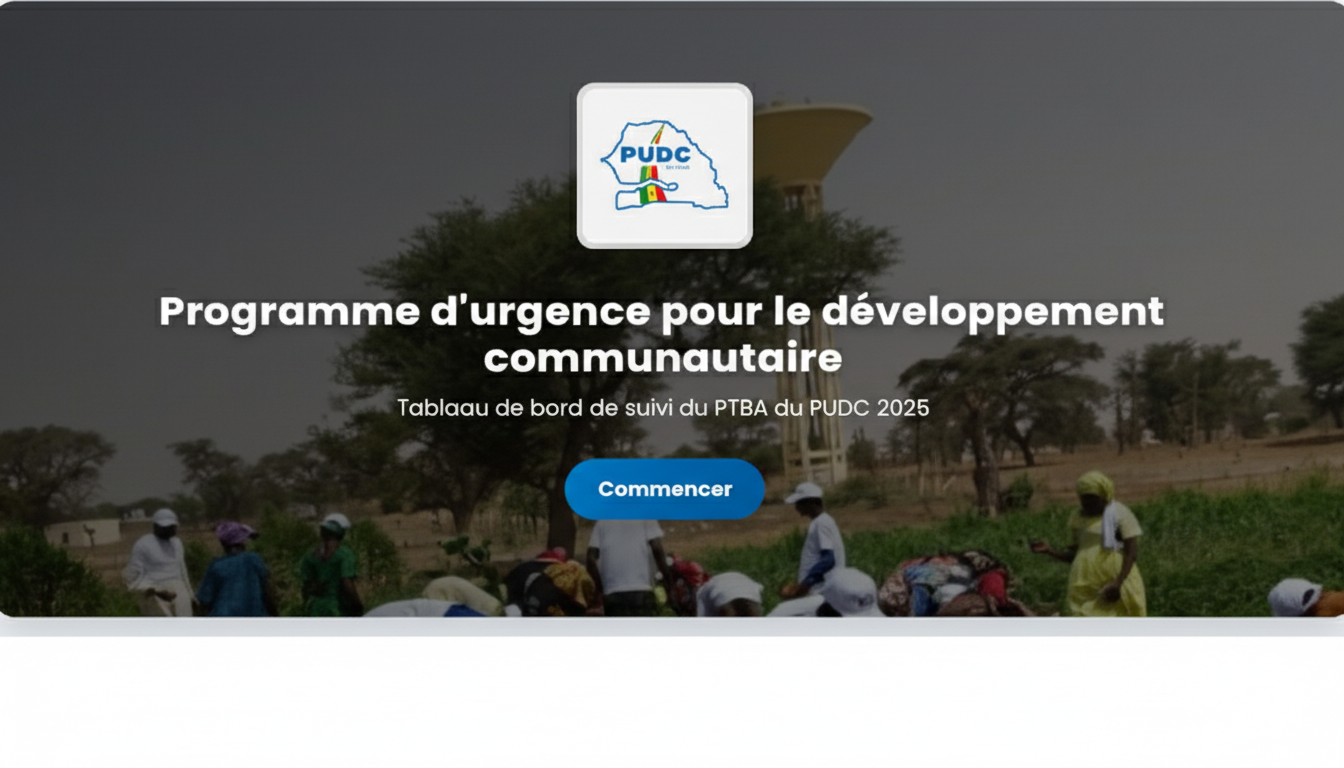 PUDC
Programme d'urgence pour le développement
communautaire
Tablaau de bord de suivi du PTBA du PUDC 2025
Commencer